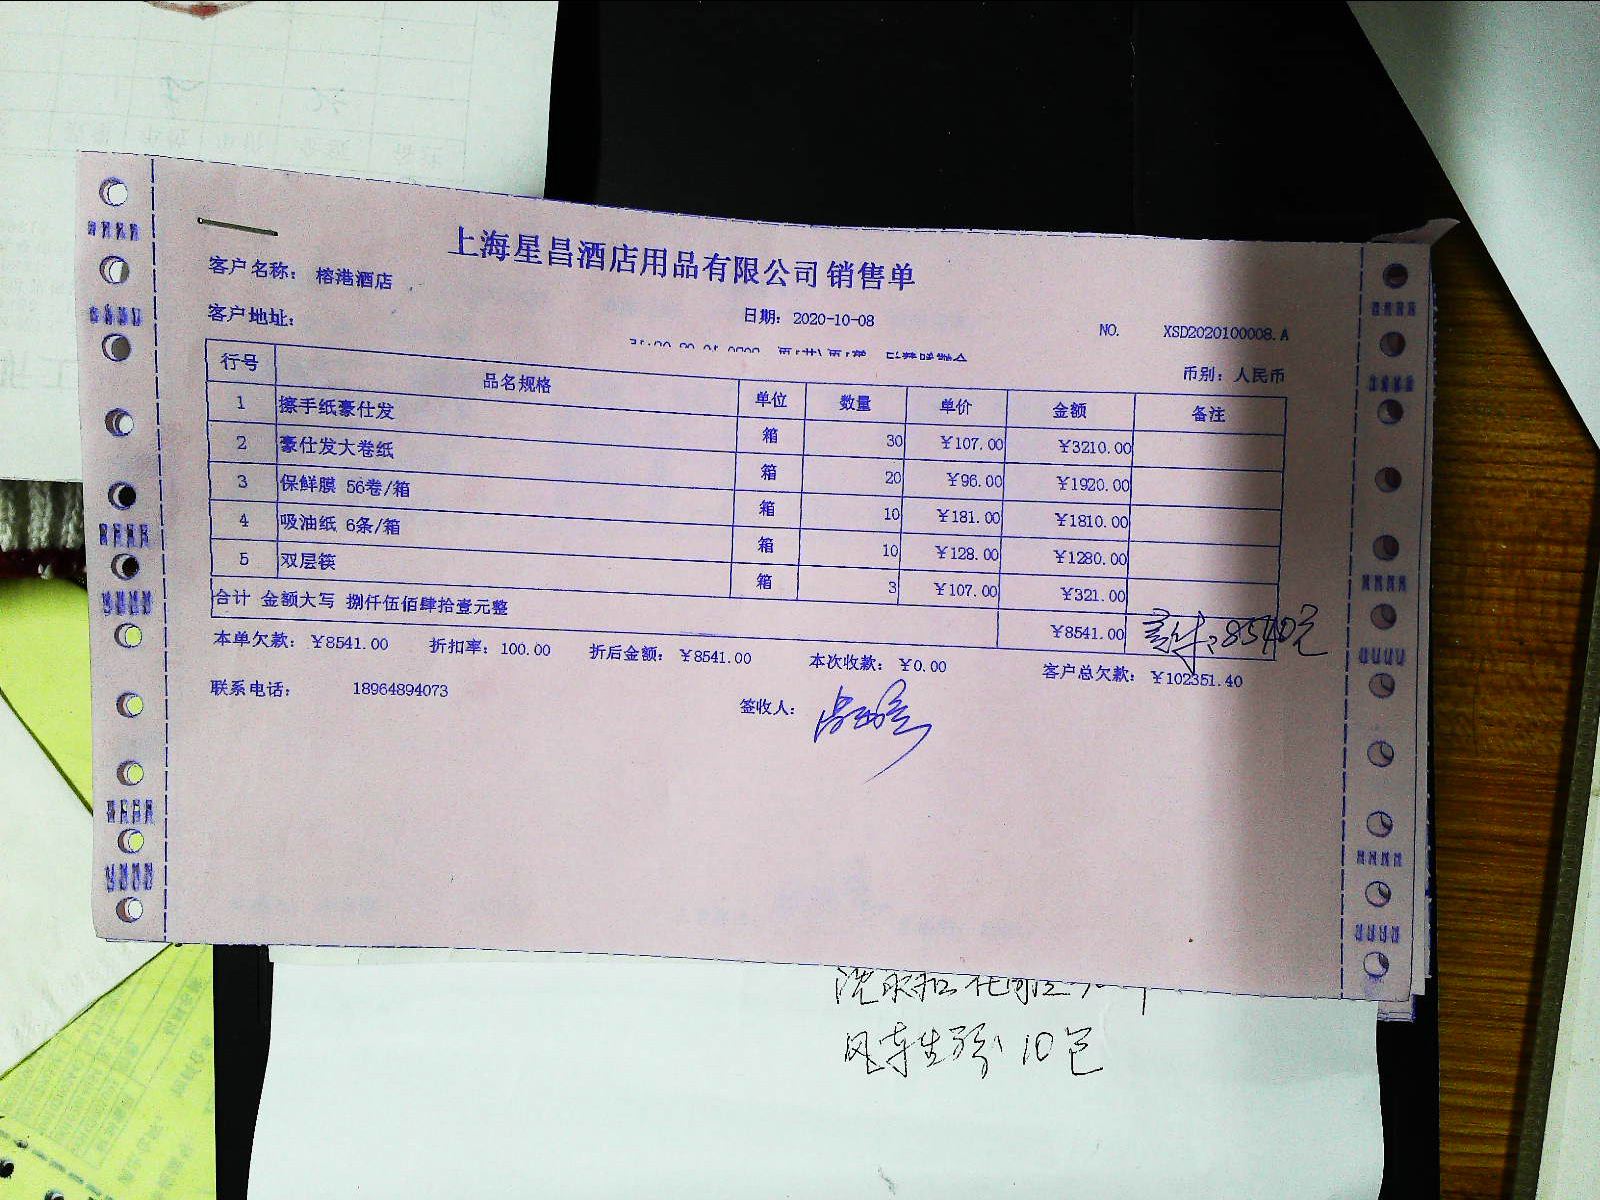 上海星昌酒店用品有限公司 销售单
客户名称: 榕港酒店
客户地址:
日期: 2020-10-08
NO. XSD2020100008.A
币别: 人民币
行号 品名规格 单位 数量 单价 金额 备注
1 擦手纸豪仕发 箱 30 ¥107.00 ¥3210.00
2 豪仕发大卷纸 箱 20 ¥96.00 ¥1920.00
3 保鲜膜 56卷/箱 箱 10 ¥181.00 ¥1810.00
4 吸油纸 6条/箱 箱 10 ¥128.00 ¥1280.00
5 双层筷 箱 3 ¥107.00 ¥321.00
合计 金额大写 捌仟伍佰肆拾壹元整 ¥8541.00 8540元
本单欠款: ¥8541.00 折扣率: 100.00 折后金额: ¥8541.00 本次收款: ¥0.00 客户总欠款: ¥102351.40
联系电话: 18964894073 签收人:
10包